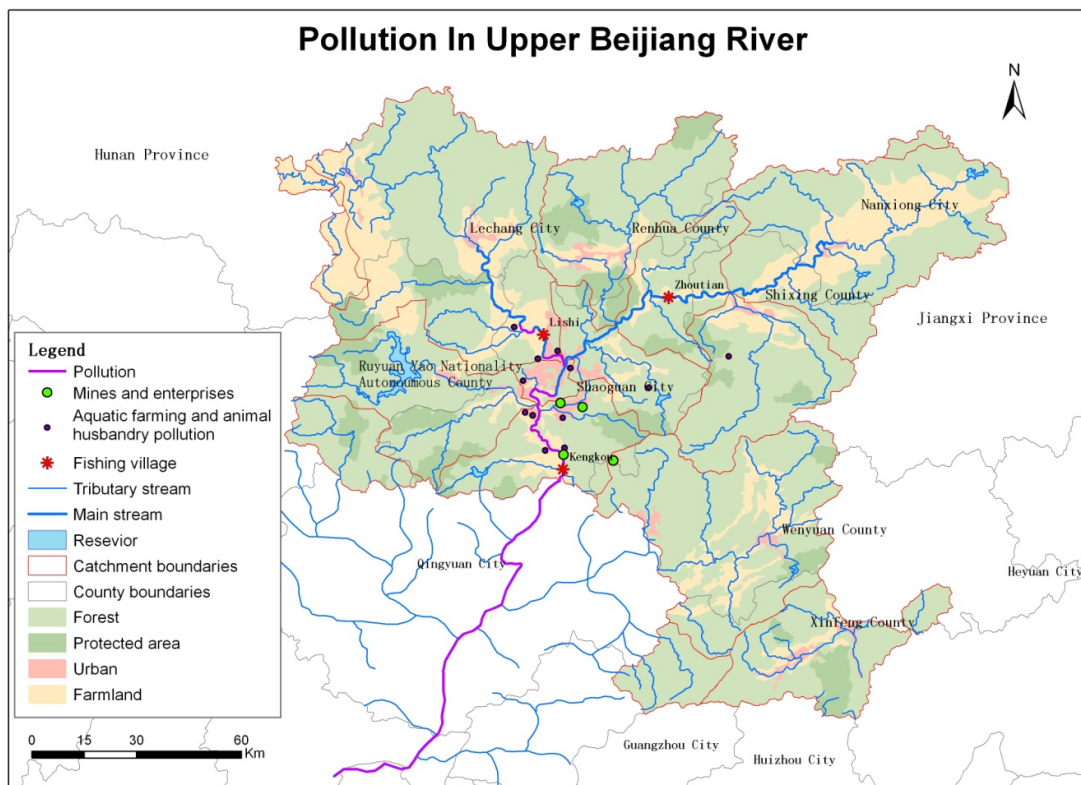 Pollution In Upper Beijiang River
N
Hunan Province
Nanxiong City
Lechang City
Renhua County
Zhoutian
Shixing County
Jiangxi Province
Lishi
Ruyuan Yao Nationality
Autonoumous County
Shaoguan City
Kengkou
Wenyuan County
Qingyuan City
Heyuan City
Xinfeng County
Guangzhou City
Huizhou City
Legend
Pollution
Mines and enterprises
Aquatic farming and animal
husbandry pollution
Fishing village
Tributary stream
Main stream
Resevior
Catchment boundaries
County boundaries
Forest
Protected area
Urban
Farmland
0 15 30 60
Km